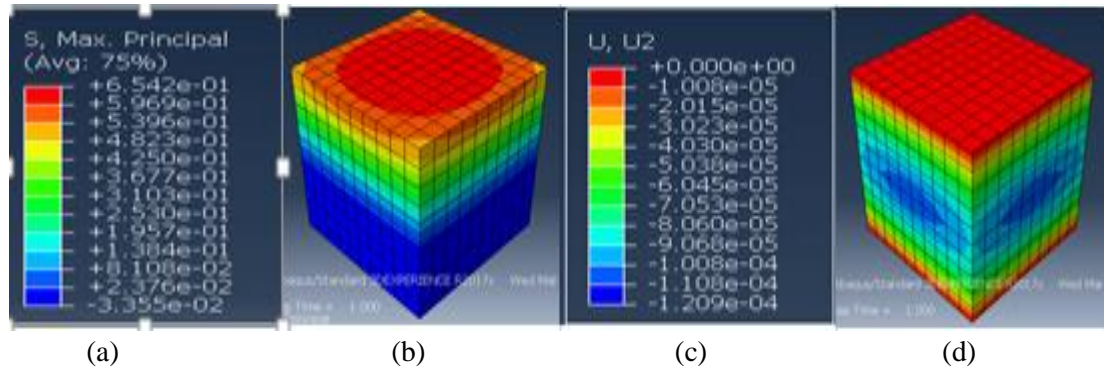 S, Max. Principal
(Avg: 75%)
+6.542e-01
+5.969e-01
+5.396e-01
+4.823e-01
+4.250e-01
+3.677e-01
+3.103e-01
+2.530e-01
+1.957e-01
+1.384e-01
+8.108e-02
+2.376e-02
-3.355e-02
U, U2
+0.000e+00
-1.008e-05
-2.015e-05
-3.023e-05
-4.030e-05
-5.038e-05
-6.045e-05
-7.053e-05
-8.060e-05
-9.068e-05
-1.008e-04
-1.108e-04
-1.209e-04
(a)
(b)
(c)
(d)